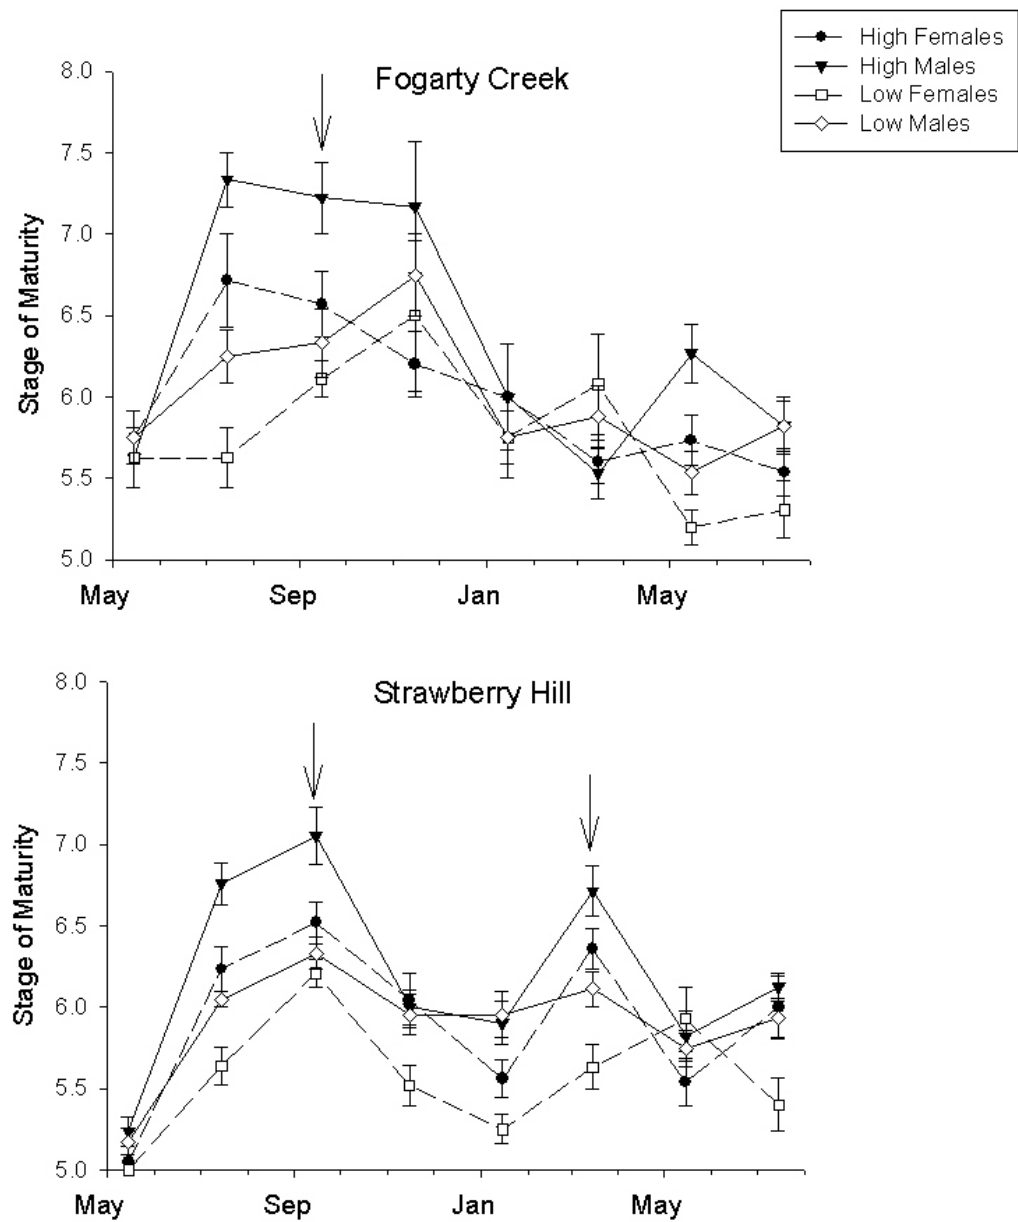 High Females
High Males
Low Females
Low Males
Fogarty Creek
8.0
7.5
7.0
6.5
6.0
5.5
5.0
Stage of Maturity
May Sep Jan May
Strawberry Hill
8.0
7.5
7.0
6.5
6.0
5.5
5.0
Stage of Maturity
May Sep Jan May